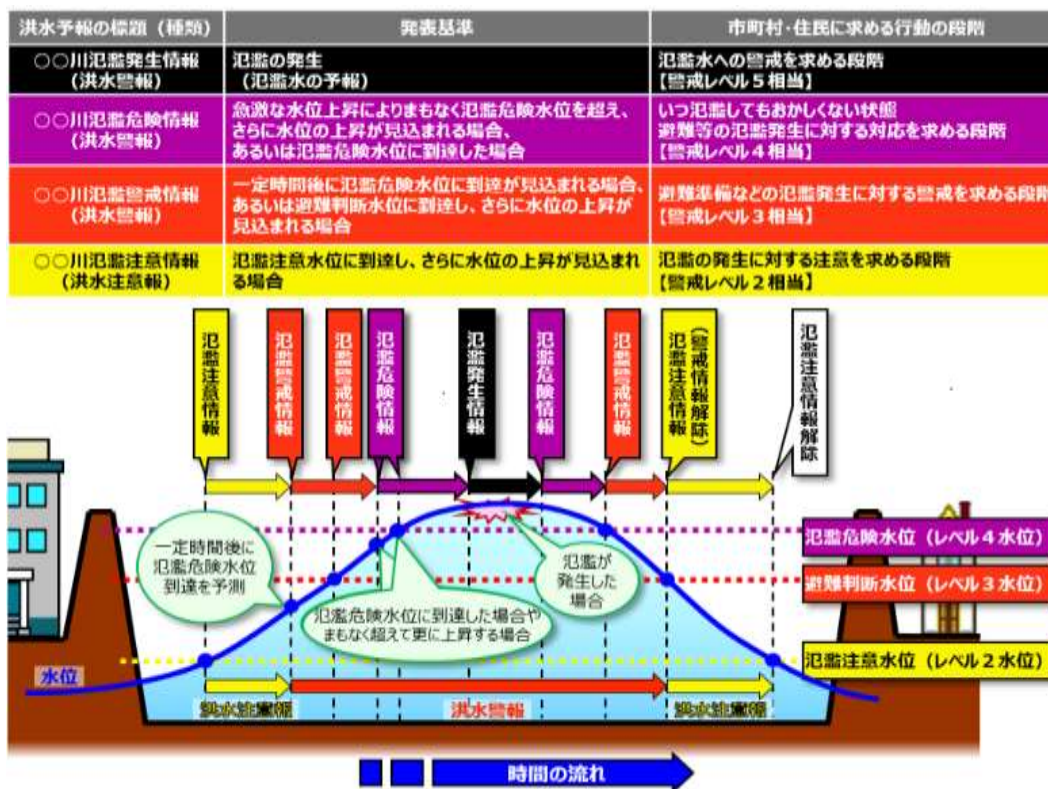 洪水予報の標題（種類）
発表基準
市町村・住民に求める行動の段階
○○川氾濫発生情報
（洪水警報）
氾濫の発生
（氾濫水の予報）
氾濫水への警戒を求める段階
【警戒レベル５相当】
○○川氾濫危険情報
（洪水警報）
急激な水位上昇によりまもなく氾濫危険水位を超え、
さらに水位の上昇が見込まれる場合、
あるいは氾濫危険水位に到達した場合
いつ氾濫してもおかしくない状態
避難等の氾濫発生に対する対応を求める段階
【警戒レベル４相当】
○○川氾濫警戒情報
（洪水警報）
一定時間後に氾濫危険水位に到達が見込まれる場合、
あるいは避難判断水位に到達し、さらに水位の上昇が
見込まれる場合
避難準備などの氾濫発生に対する警戒を求める段階
【警戒レベル３相当】
○○川氾濫注意情報
（洪水注意報）
氾濫注意水位に到達し、さらに水位の上昇が見込まれ
る場合
氾濫の発生に対する注意を求める段階
【警戒レベル２相当】
氾濫注意情報
氾濫警戒情報
氾濫警戒情報
氾濫危険情報
氾濫発生情報
氾濫危険情報
氾濫警戒情報
（警戒情報解除）
氾濫注意情報
氾濫注意情報解除
一定時間後に
氾濫危険水位
到達を予測
氾濫危険水位に到達した場合や
まもなく超えて更に上昇する場合
氾濫が
発生した
場合
氾濫危険水位（レベル４水位）
避難判断水位（レベル３水位）
氾濫注意水位（レベル２水位）
水位
洪水注意報
洪水警報
洪水注意報
時間の流れ